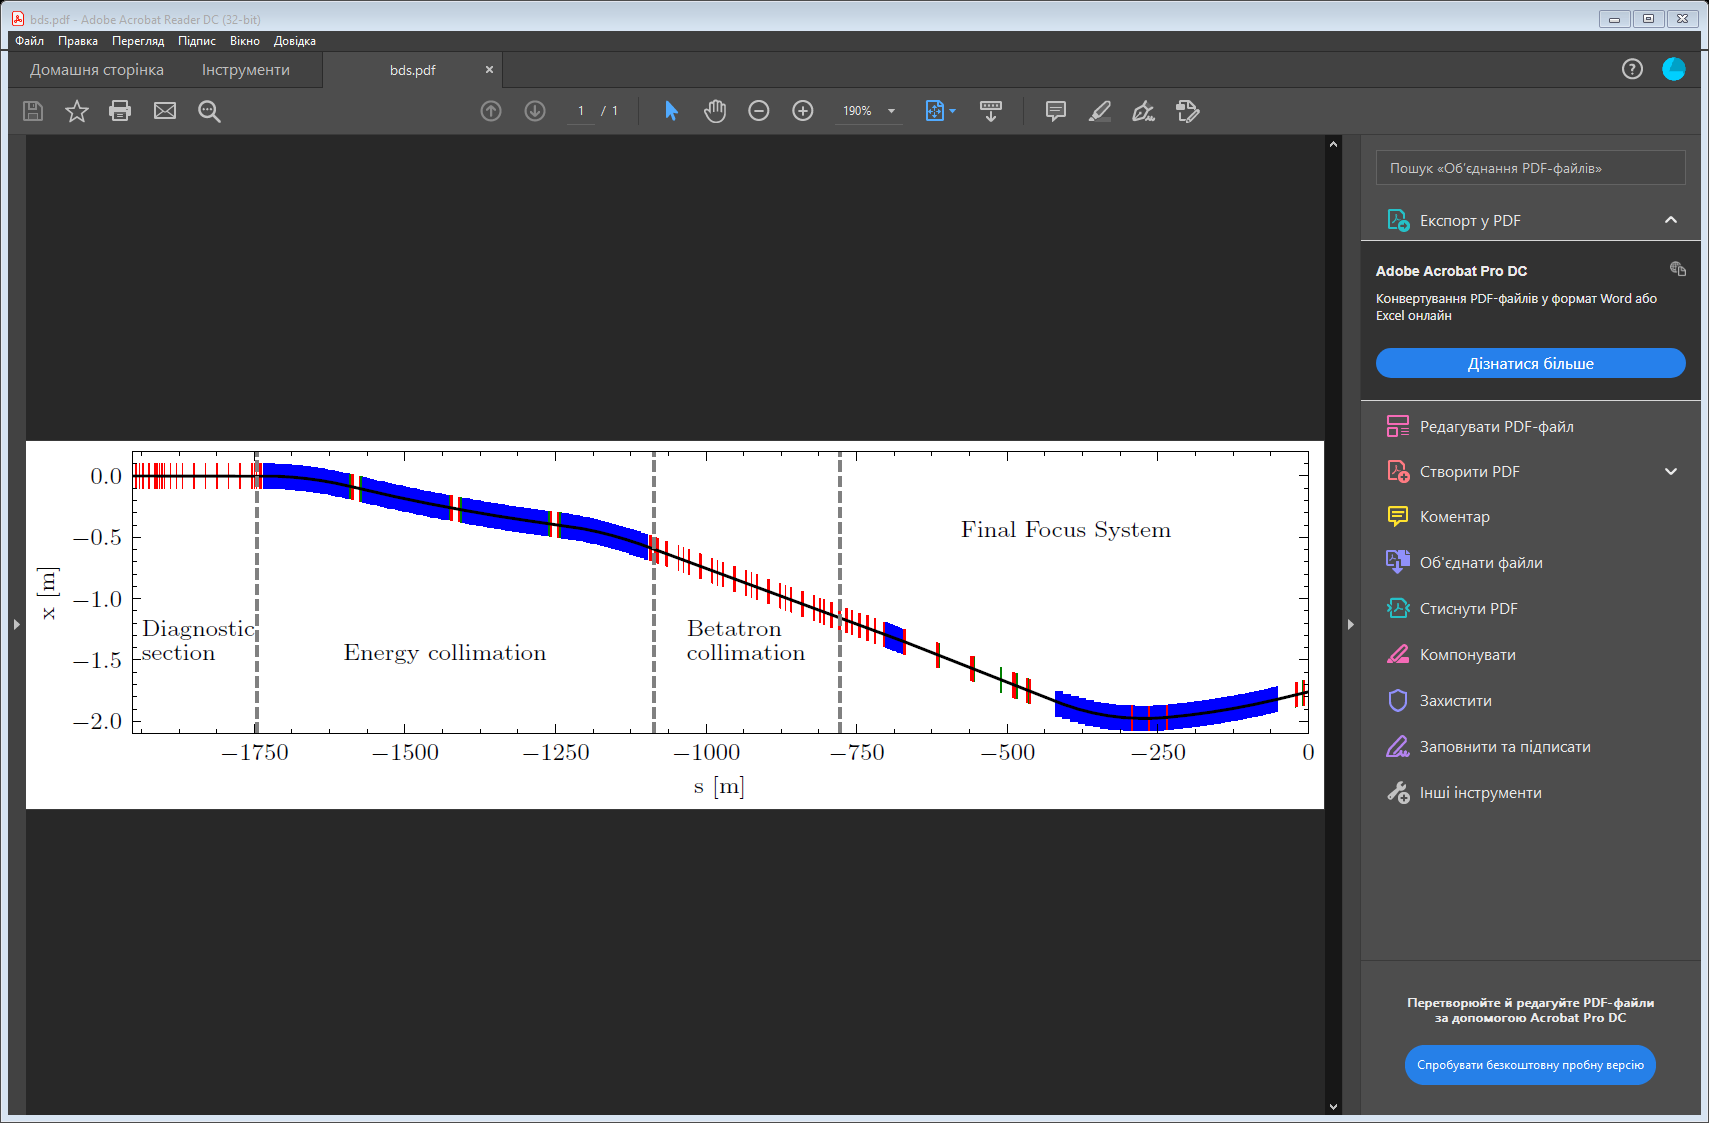 bds.pdf - Adobe Acrobat Reader DC (32-bit)
Файл Правка Перегляд Підпис Вікно Довідка
Домашня сторінка Інструменти bds.pdf ×
1 / 1 190%
Пошук «Об'єднання PDF-файлів»
Експорт у PDF
Adobe Acrobat Pro DC
Конвертування PDF-файлів у формат Word або
Excel онлайн
Дізнатися більше
Редагувати PDF-файл
Створити PDF
Коментар
Об'єднати файли
Стиснути PDF
Компонувати
Захистити
Заповнити та підписати
Інші інструменти
Перетворюйте й редагуйте PDF-файли
за допомогою Acrobat Pro DC
Спробувати безкоштовну пробну версію
0.0
−0.5
−1.0
−1.5
−2.0
x [m]
Diagnostic
section
Energy collimation
Betatron
collimation
Final Focus System
−1750 −1500 −1250 −1000 −750 −500 −250 0
s [m]